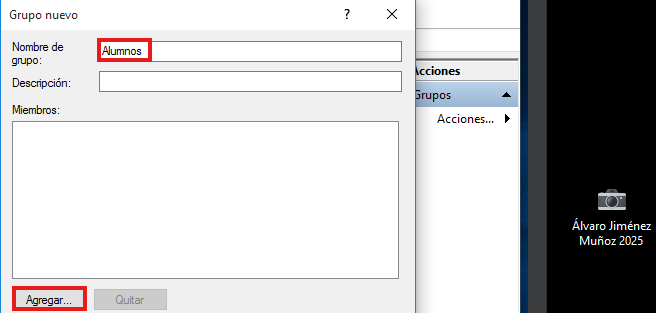 Grupo nuevo
Nombre de
grupo:
Alumnos
Descripción:
Miembros:
Agregar...
Quitar
Acciones
Grupos
Acciones...
Álvaro Jiménez
Muñoz 2025